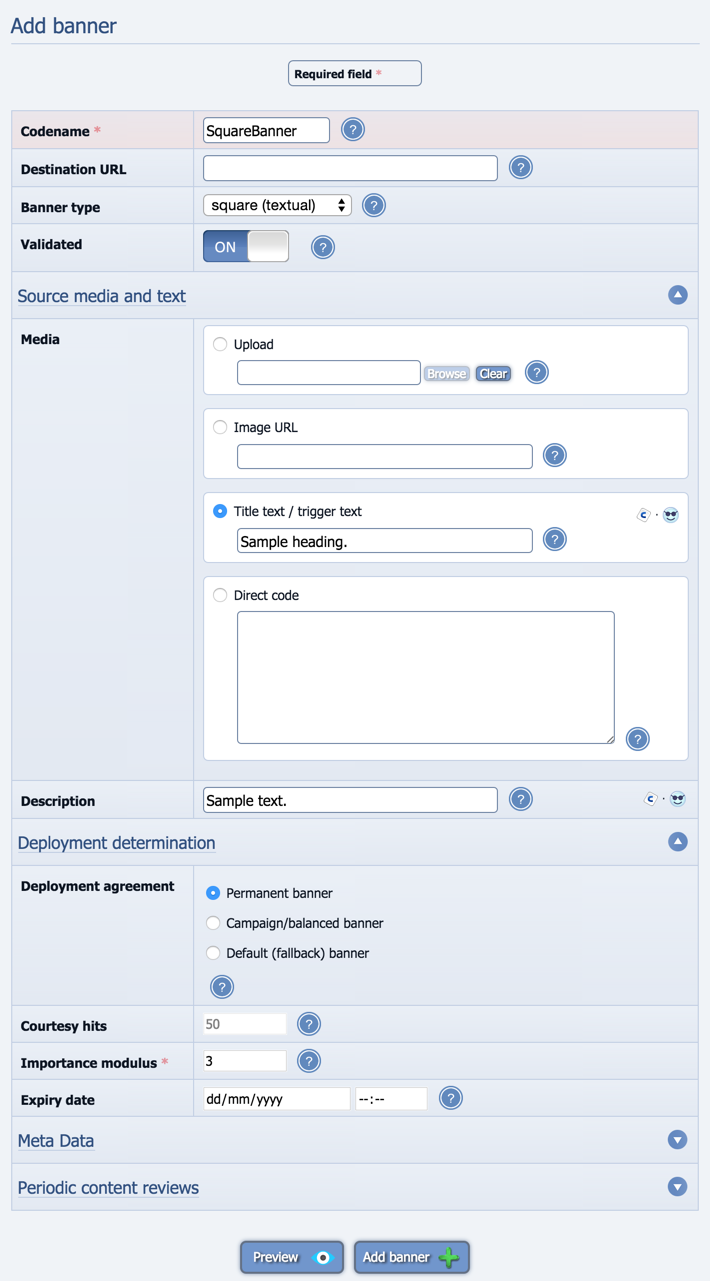 Add banner
Required field *
Codename * SquareBanner ?
Destination URL ?
Banner type square (textual) ?
Validated ON ?
Source media and text
Media
Upload
Browse Clear ?
Image URL
?
Title text / trigger text
c
Sample heading. ?
Direct code
?
Description Sample text. ? c
Deployment determination
Deployment agreement
Permanent banner
Campaign/balanced banner
Default (fallback) banner
?
Courtesy hits 50 ?
Importance modulus * 3 ?
Expiry date dd/mm/yyyy --:-- ?
Meta Data
Periodic content reviews
Preview Add banner